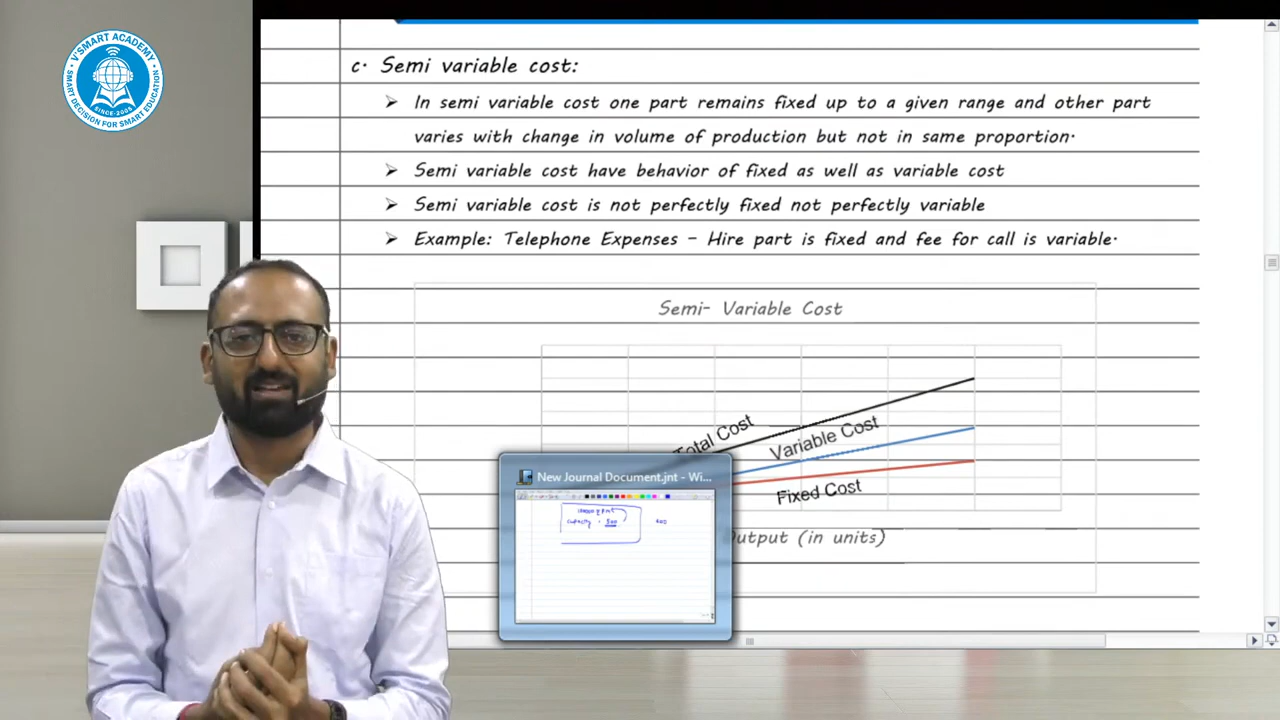 V'SMART ACADEMY
SINCE-2008
SMART DECISION FOR SMART EDUCATION
c. Semi variable cost:
➢ In semi variable cost one part remains fixed up to a given range and other part
varies with change in volume of production but not in same proportion.
➢ Semi variable cost have behavior of fixed as well as variable cost
➢ Semi variable cost is not perfectly fixed not perfectly variable
➢ Example: Telephone Expenses – Hire part is fixed and fee for call is variable.
Semi- Variable Cost
Total Cost
Variable Cost
Fixed Cost
Output (in units)
New Journal Document.jnt - Wi...
capacity
500